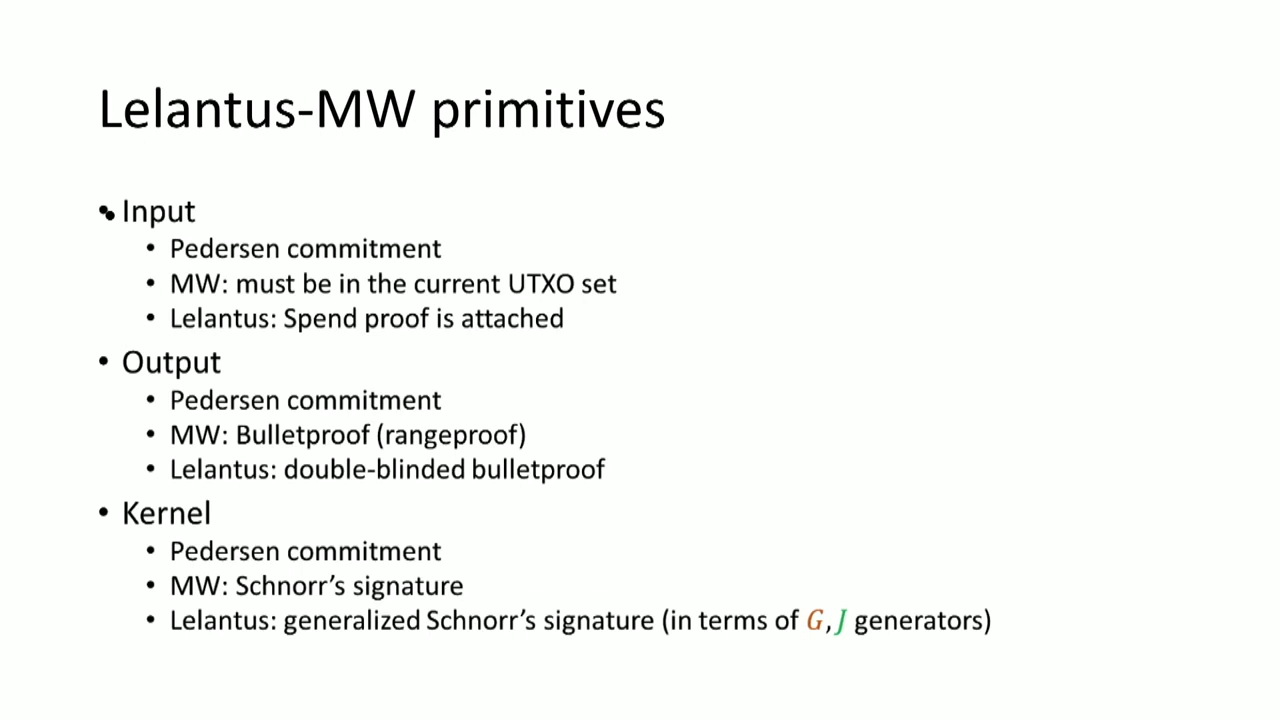 Lelantus-MW primitives
• Input
• Pedersen commitment
• MW: must be in the current UTXO set
• Lelantus: Spend proof is attached
• Output
• Pedersen commitment
• MW: Bulletproof (rangeproof)
• Lelantus: double-blinded bulletproof
• Kernel
• Pedersen commitment
• MW: Schnorr’s signature
• Lelantus: generalized Schnorr’s signature (in terms of G, J generators)